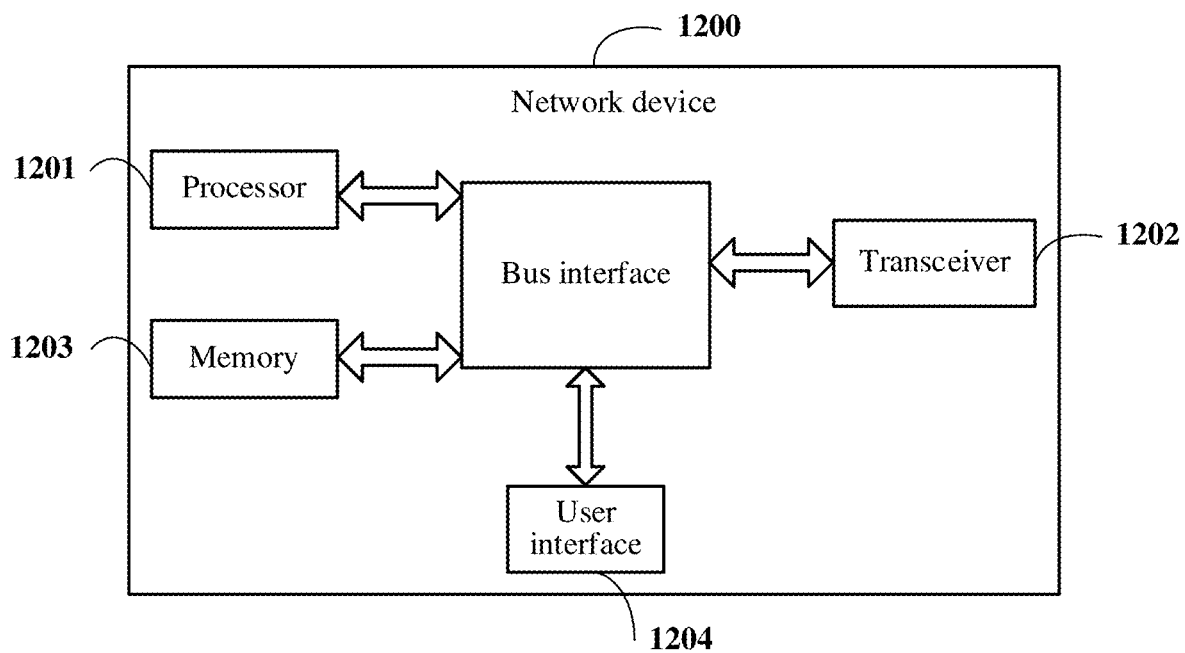 1200
Network device
1201
Processor
Bus interface
Transceiver
1202
1203
Memory
User
interface
1204